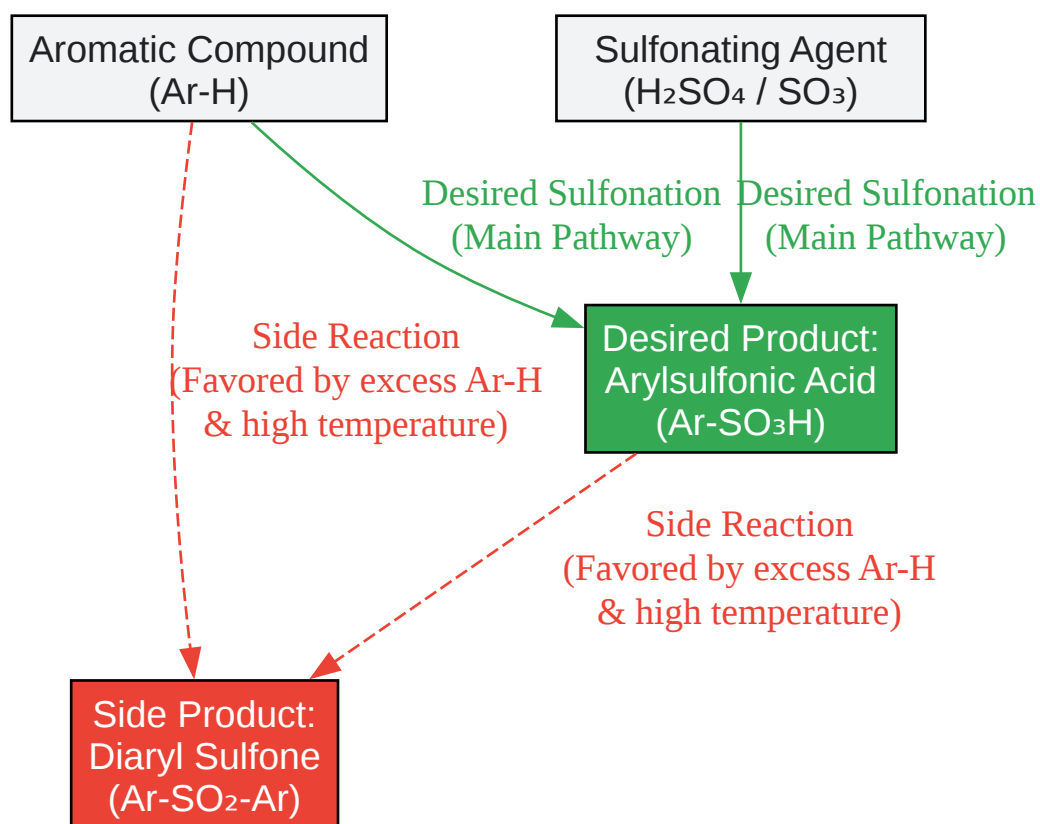 Aromatic Compound
(Ar-H)
Sulfonating Agent
(H₂SO₄ / SO₃)
Desired Sulfonation
(Main Pathway)
Desired Sulfonation
(Main Pathway)
Side Reaction
(Favored by excess Ar-H
& high temperature)
Desired Product:
Arylsulfonic Acid
(Ar-SO₃H)
Side Reaction
(Favored by excess Ar-H
& high temperature)
Side Product:
Diaryl Sulfone
(Ar-SO₂-Ar)